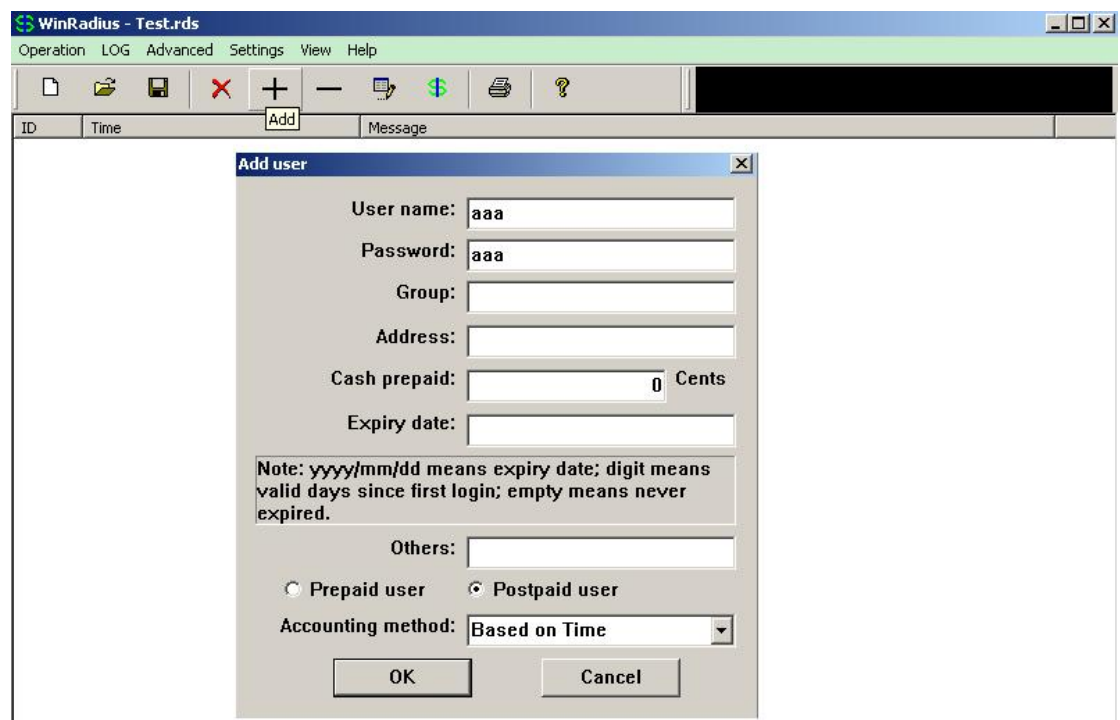 WinRadius - Test.rds
Operation LOG Advanced Settings View Help
Add
ID Time Message
Add user
User name: aaa
Password: aaa
Group:
Address:
Cash prepaid: 0 Cents
Expiry date:
Note: yyyy/mm/dd means expiry date; digit means
valid days since first login; empty means never
expired.
Others:
Prepaid user Postpaid user
Accounting method: Based on Time
OK Cancel